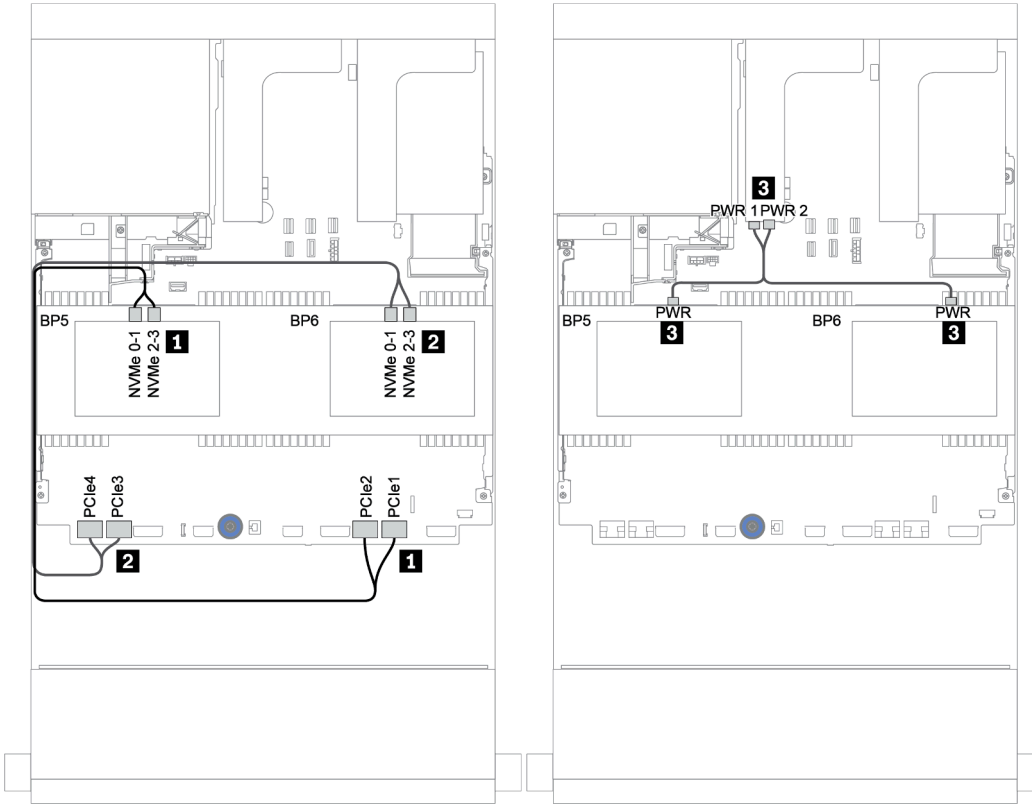 3
PWR 1 PWR 2
BP5
NVMe 0-1
NVMe 2-3
1
BP6
NVMe 0-1
NVMe 2-3
2
BP5
PWR
3
BP6
PWR
3
PCIe4
PCIe3
2
PCIe2
PCIe1
1